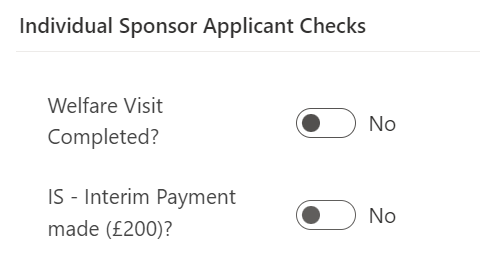 Individual Sponsor Applicant Checks
Welfare Visit
Completed?
No
IS - Interim Payment
made (£200)?
No